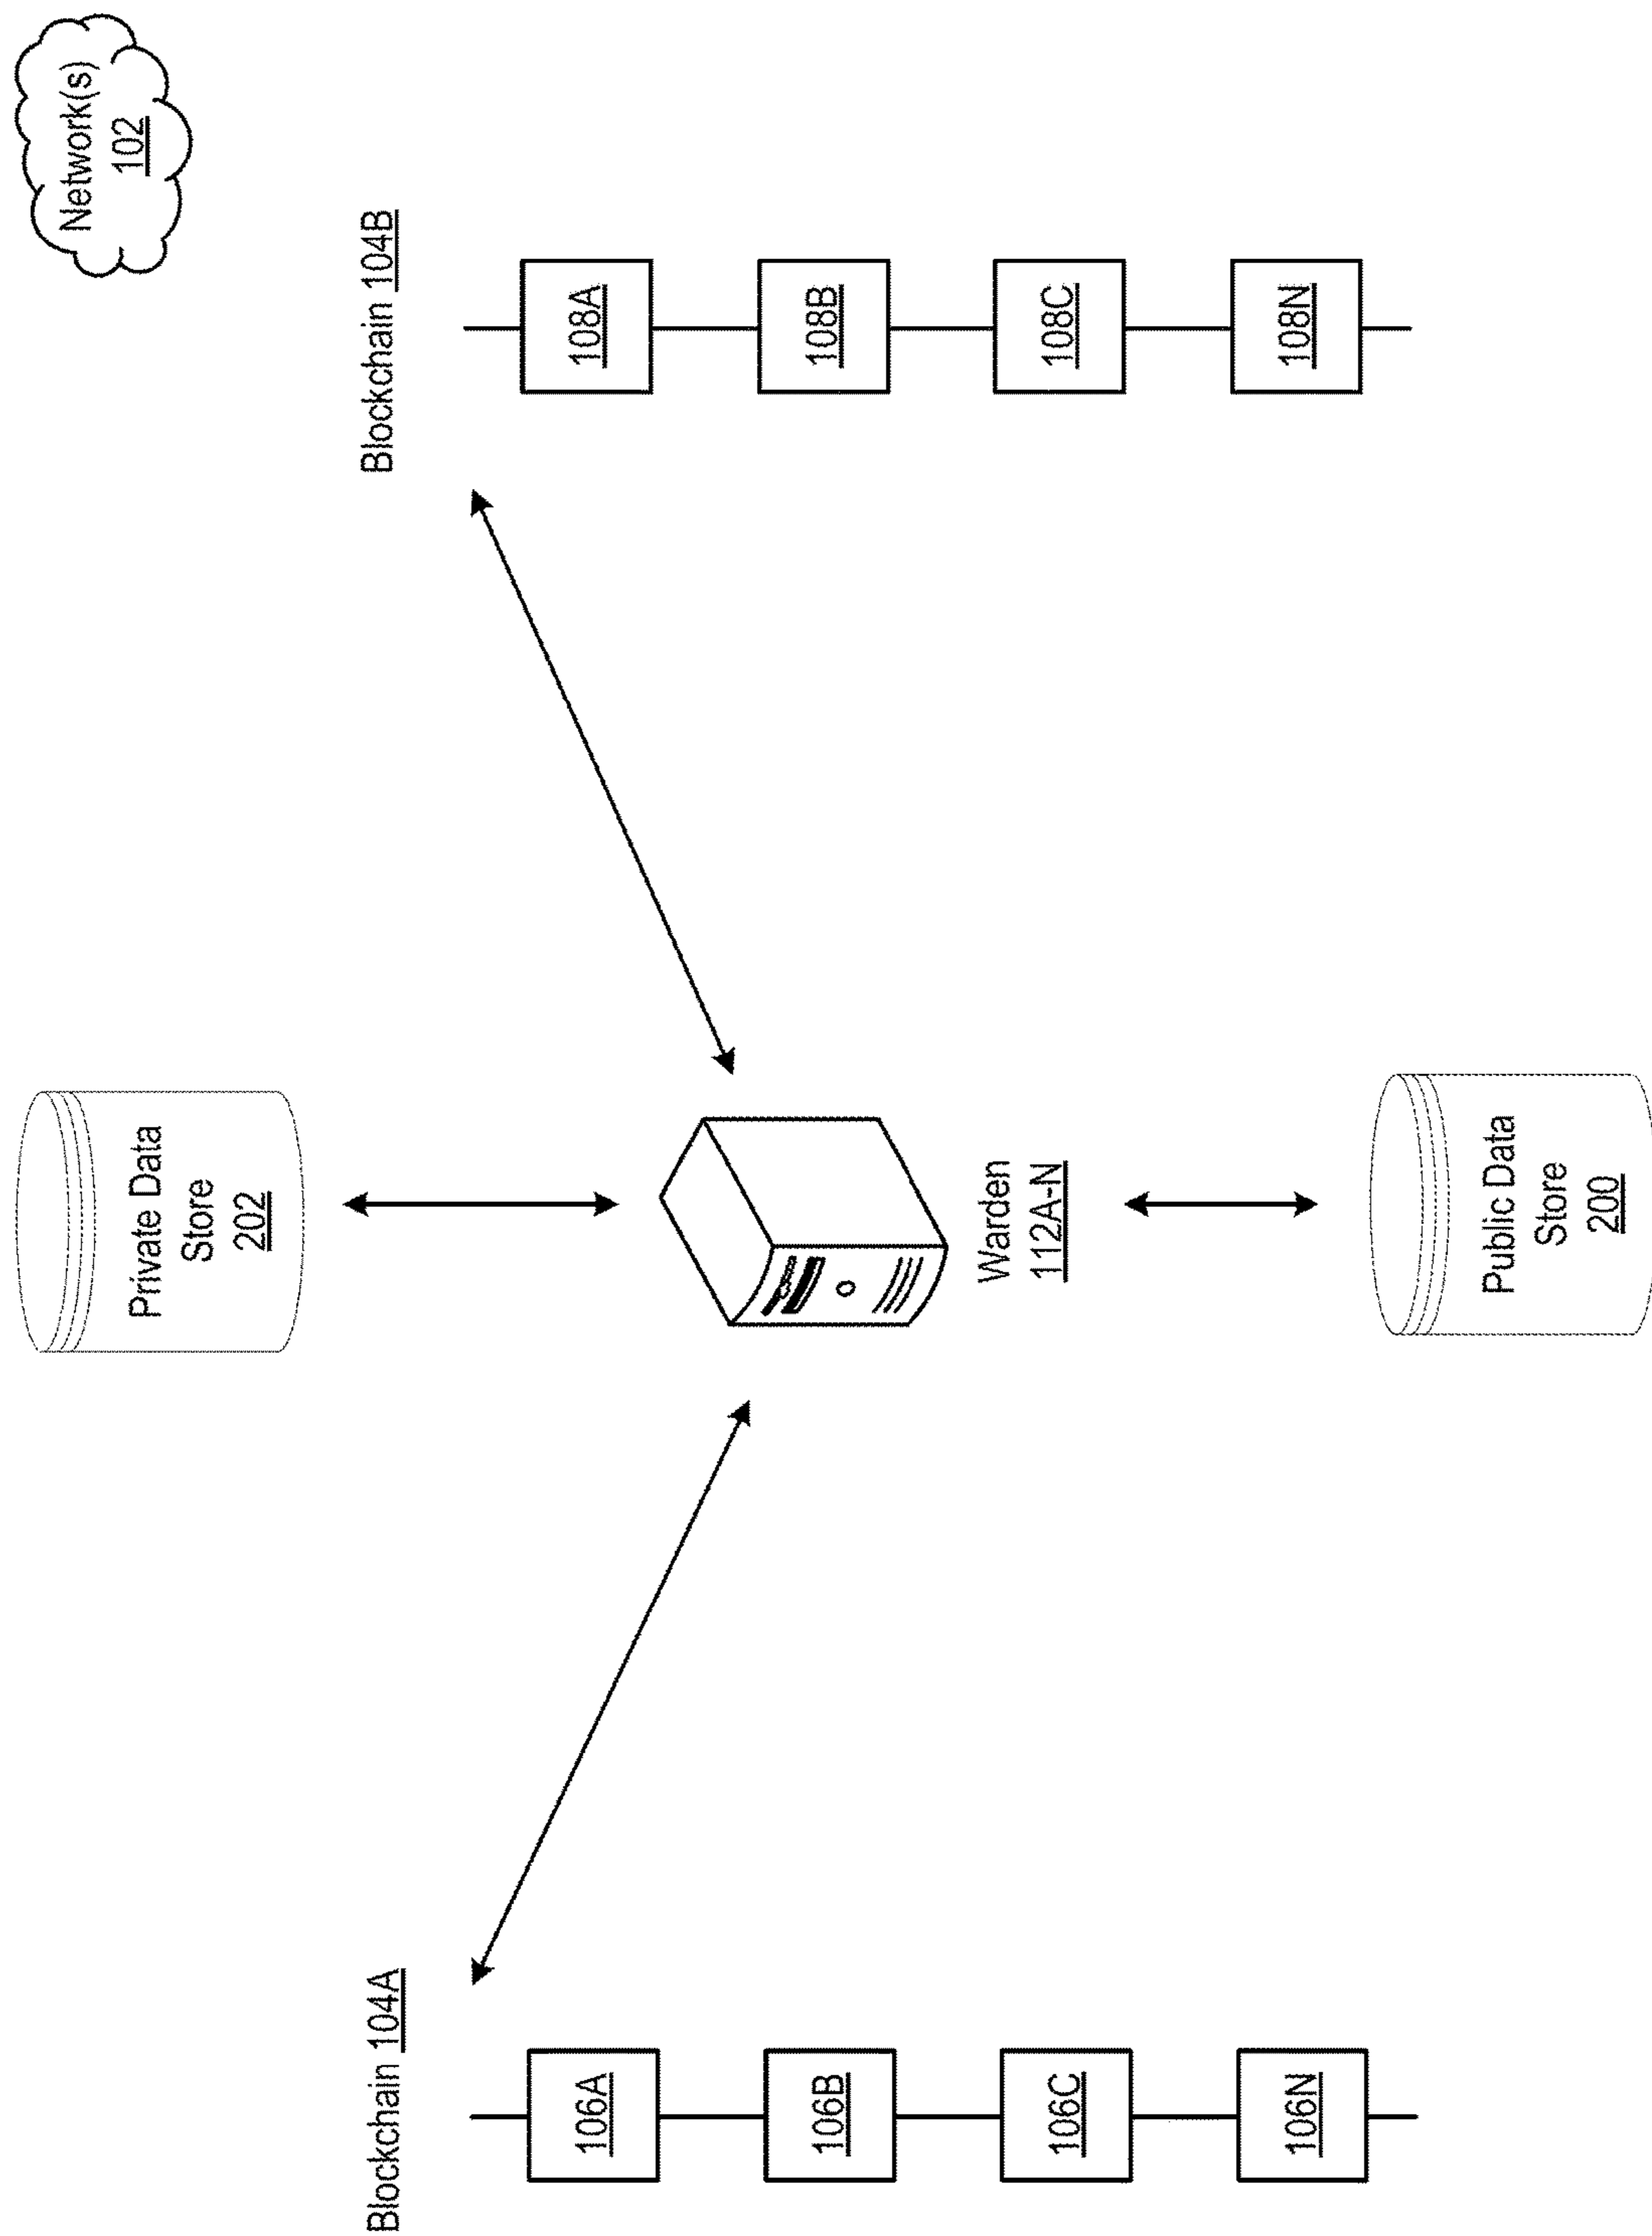 Network(s)
102
Private Data
Store
202
Blockchain 104A
106A
106B
106C
106N
Blockchain 104B
108A
108B
108C
108N
Warden
112A-N
Public Data
Store
200